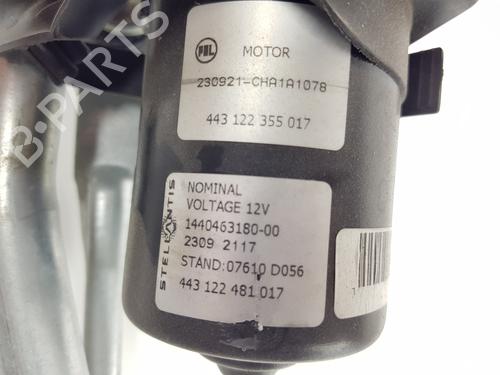 PBL MOTOR
230921-CHA1A1078
443 122 355 017
STELLANTIS
NOMINAL
VOLTAGE 12V
1440463180-00
2309 2117
STAND:07610 D056
443 122 481 017
B-PARTS